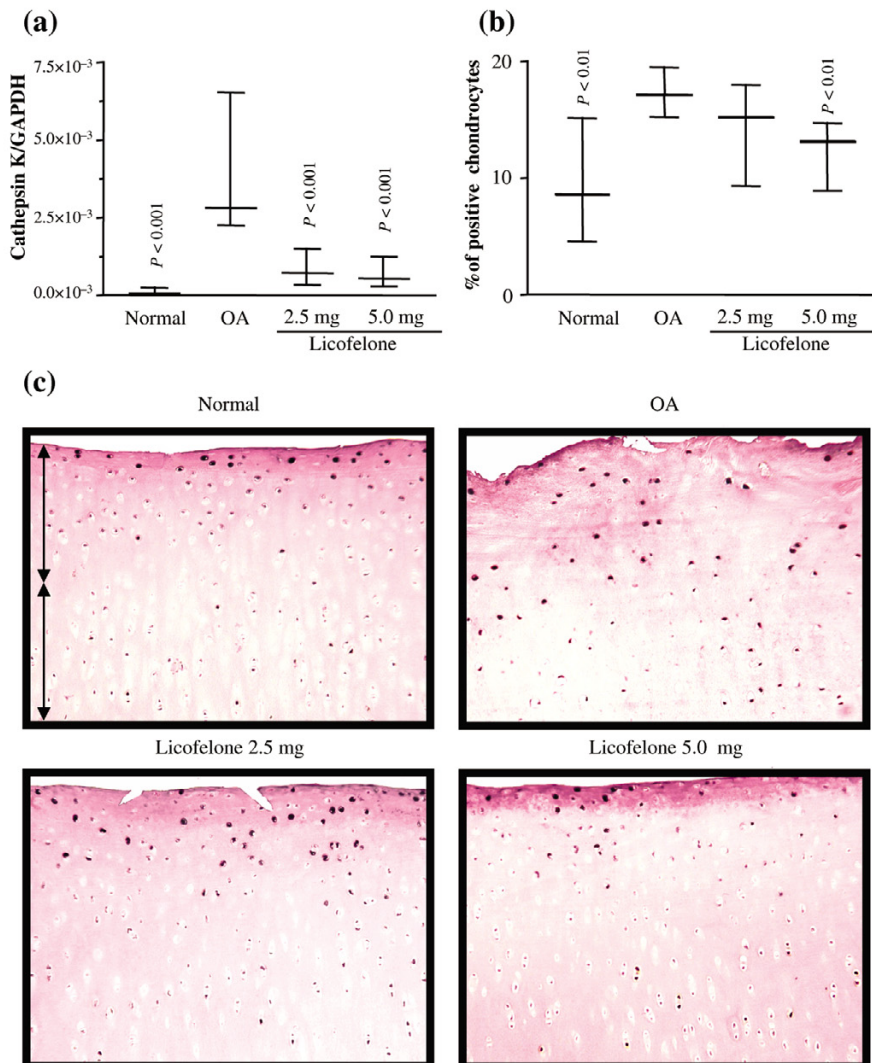 (a)
Cathepsin K/GAPDH
7.5×10⁻³
5.0×10⁻³
2.5×10⁻³
0.0×10⁻³
P < 0.001
P < 0.001
P < 0.001
Normal OA 2.5 mg 5.0 mg
Licofelone
(b)
% of positive chondrocytes
20
10
0
P < 0.01
P < 0.01
Normal OA 2.5 mg 5.0 mg
Licofelone
(c)
Normal OA
Licofelone 2.5 mg Licofelone 5.0 mg